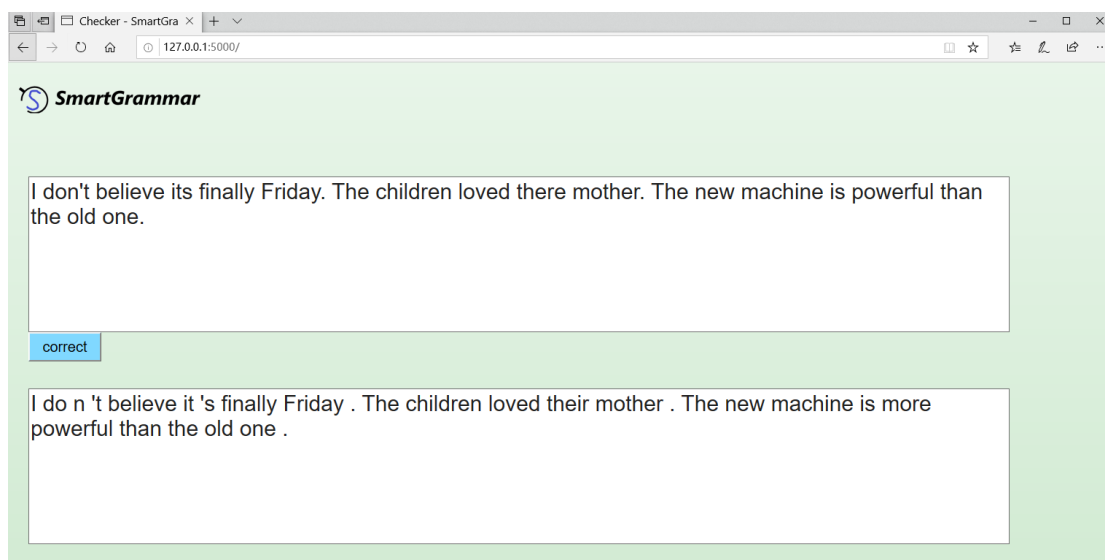 Checker - SmartGra
127.0.0.1:5000/
SmartGrammar
I don't believe its finally Friday. The children loved there mother. The new machine is powerful than
the old one.
correct
I do n 't believe it 's finally Friday . The children loved their mother . The new machine is more
powerful than the old one .